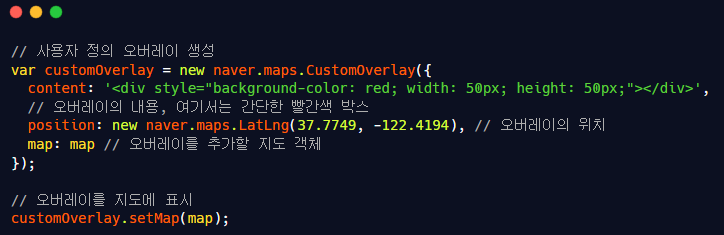 // 사용자 정의 오버레이 생성
var customOverlay = new naver.maps.CustomOverlay({
  content: '<div style="background-color: red; width: 50px; height: 50px;"></div>',
  // 오버레이의 내용, 여기서는 간단한 빨간색 박스
  position: new naver.maps.LatLng(37.7749, -122.4194), // 오버레이의 위치
  map: map // 오버레이를 추가할 지도 객체
});

// 오버레이를 지도에 표시
customOverlay.setMap(map);